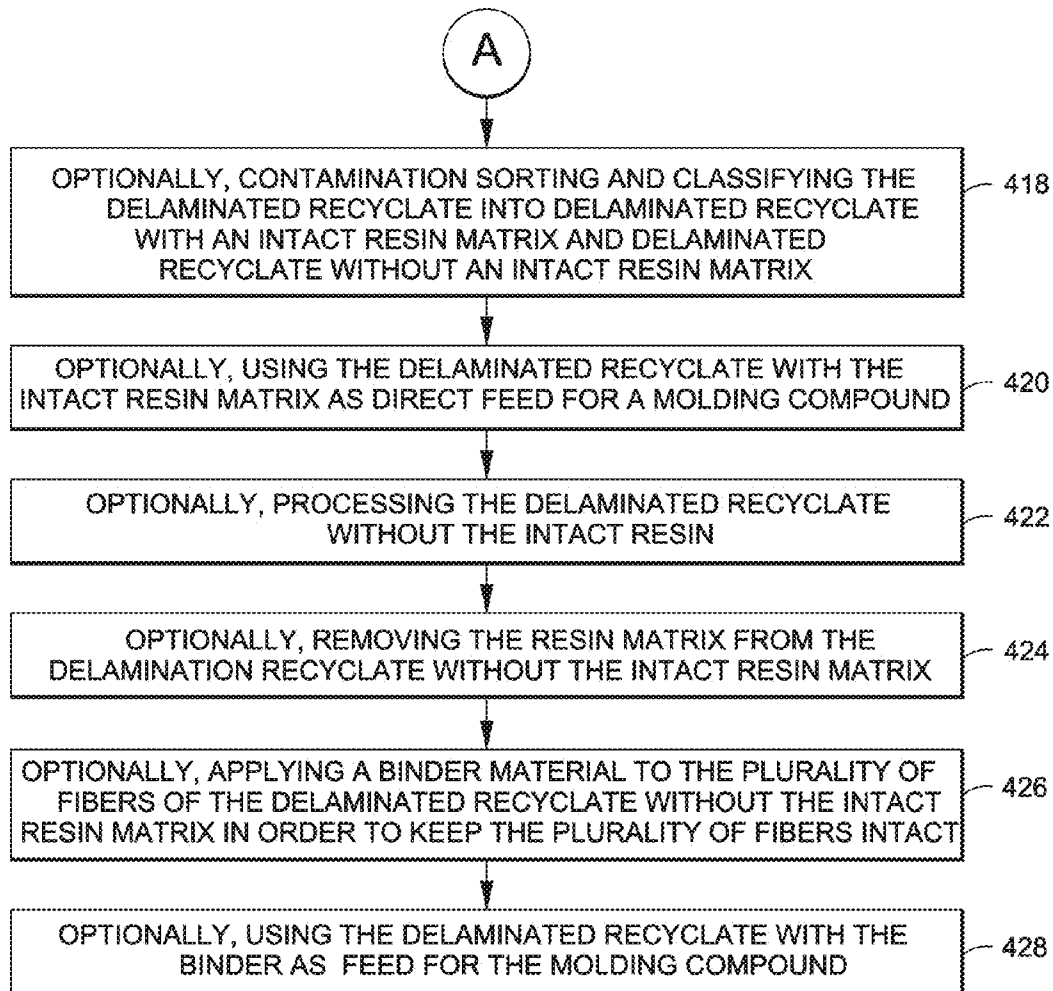 A
OPTIONALLY, CONTAMINATION SORTING AND CLASSIFYING THE
DELAMINATED RECYCLATE INTO DELAMINATED RECYCLATE
WITH AN INTACT RESIN MATRIX AND DELAMINATED
RECYCLATE WITHOUT AN INTACT RESIN MATRIX
418
OPTIONALLY, USING THE DELAMINATED RECYCLATE WITH THE
INTACT RESIN MATRIX AS DIRECT FEED FOR A MOLDING COMPOUND
420
OPTIONALLY, PROCESSING THE DELAMINATED RECYCLATE
WITHOUT THE INTACT RESIN
422
OPTIONALLY, REMOVING THE RESIN MATRIX FROM THE
DELAMINATION RECYCLATE WITHOUT THE INTACT RESIN MATRIX
424
OPTIONALLY, APPLYING A BINDER MATERIAL TO THE PLURALITY OF
FIBERS OF THE DELAMINATED RECYCLATE WITHOUT THE INTACT
RESIN MATRIX IN ORDER TO KEEP THE PLURALITY OF FIBERS INTACT
426
OPTIONALLY, USING THE DELAMINATED RECYCLATE WITH THE
BINDER AS FEED FOR THE MOLDING COMPOUND
428